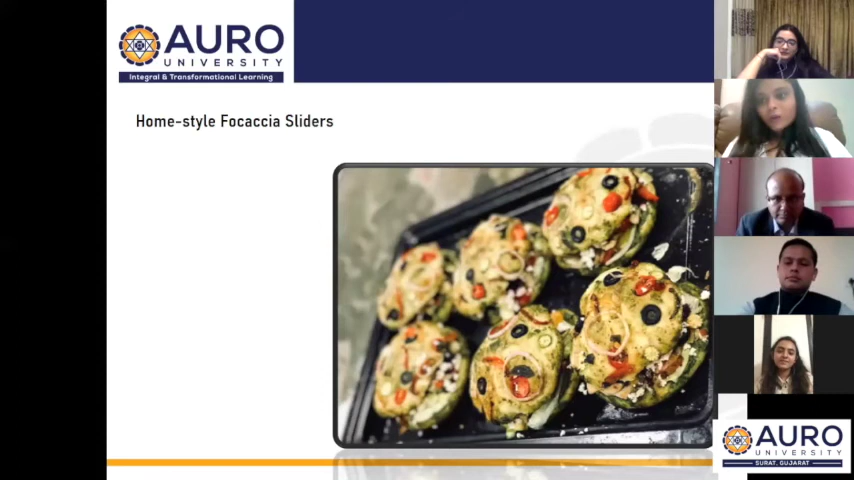 AURO
UNIVERSITY
Integral & Transformational Learning
Home-style Focaccia Sliders
AURO
UNIVERSITY
SURAT, GUJARAT